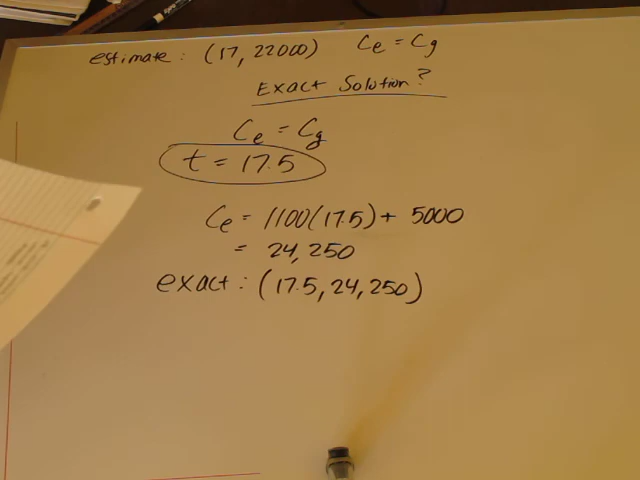 estimate: (17, 22000) Ce = Cg
Exact Solution?
Ce = Cg
t = 17.5
Ce = 1100(17.5) + 5000
= 24,250
exact: (17.5, 24,250)